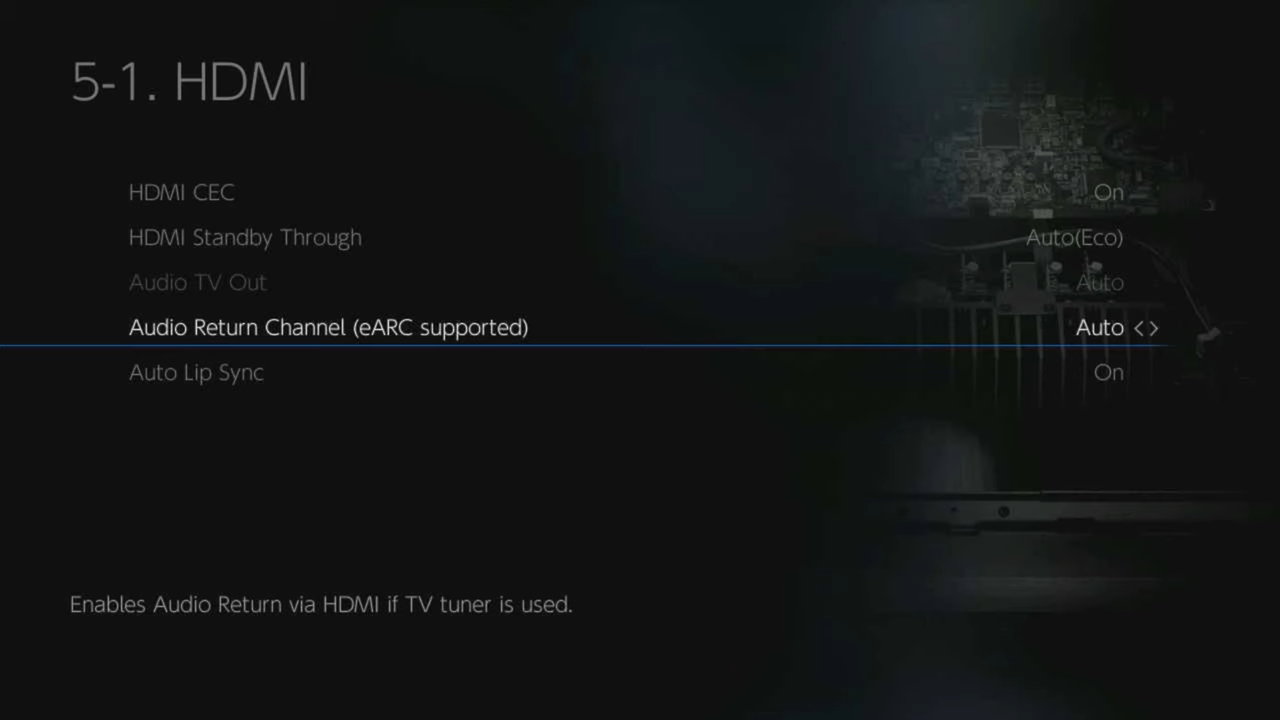 5-1. HDMI
HDMI CEC On
HDMI Standby Through Auto(Eco)
Audio TV Out Auto
Audio Return Channel (eARC supported) Auto <>
Auto Lip Sync On
Enables Audio Return via HDMI if TV tuner is used.